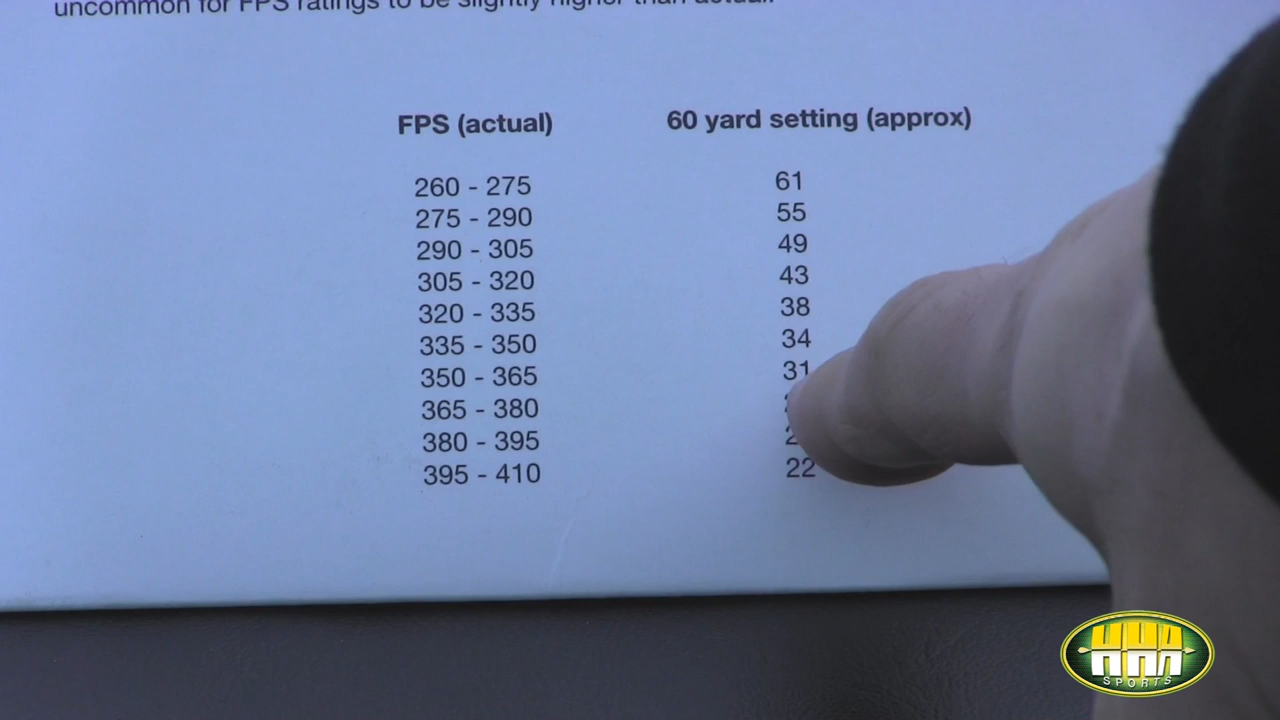 uncommon for FPS ratings to be slightly higher than actual.
FPS (actual) 60 yard setting (approx)
260 - 275 61
275 - 290 55
290 - 305 49
305 - 320 43
320 - 335 38
335 - 350 34
350 - 365 31
365 - 380
380 - 395
395 - 410 22
HHA
SPORTS